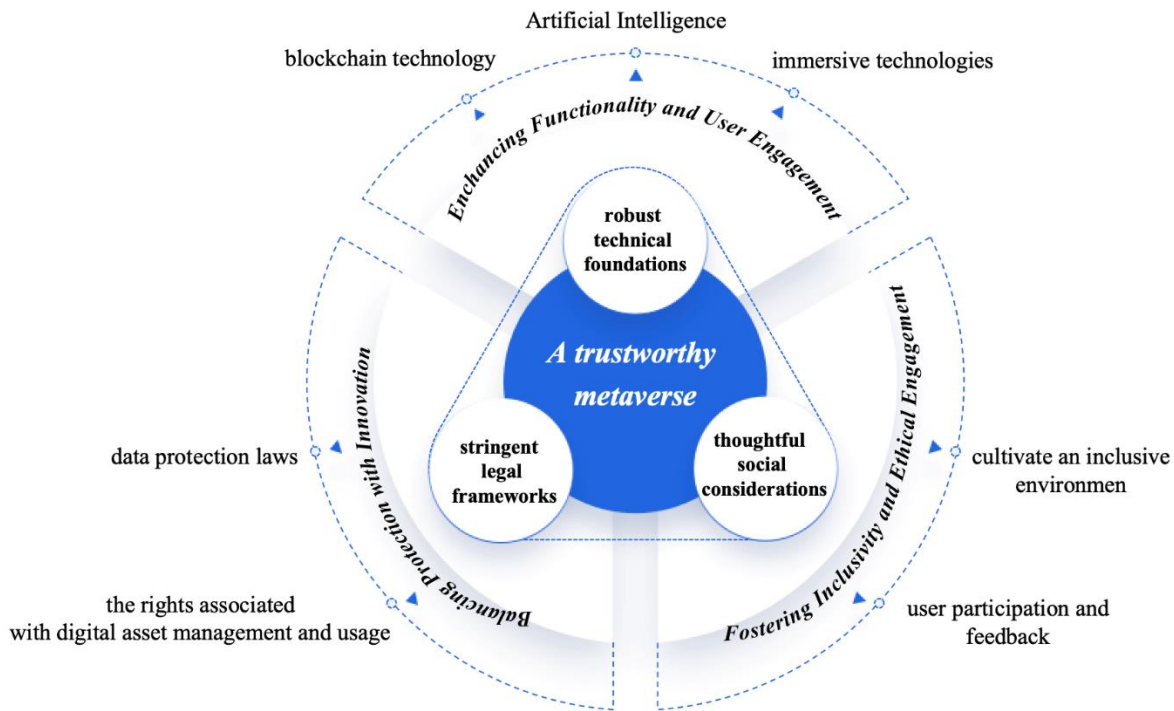 Artificial Intelligence
blockchain technology
immersive technologies
Enchancing Functionality and User Engagement
robust
technical
foundations
A trustworthy
metaverse
stringent
legal
frameworks
thoughtful
social
considerations
Balancing Protection with Innovation
Fostering Inclusivity and Ethical Engagement
data protection laws
cultivate an inclusive
environmen
the rights associated
with digital asset management and usage
user participation and
feedback